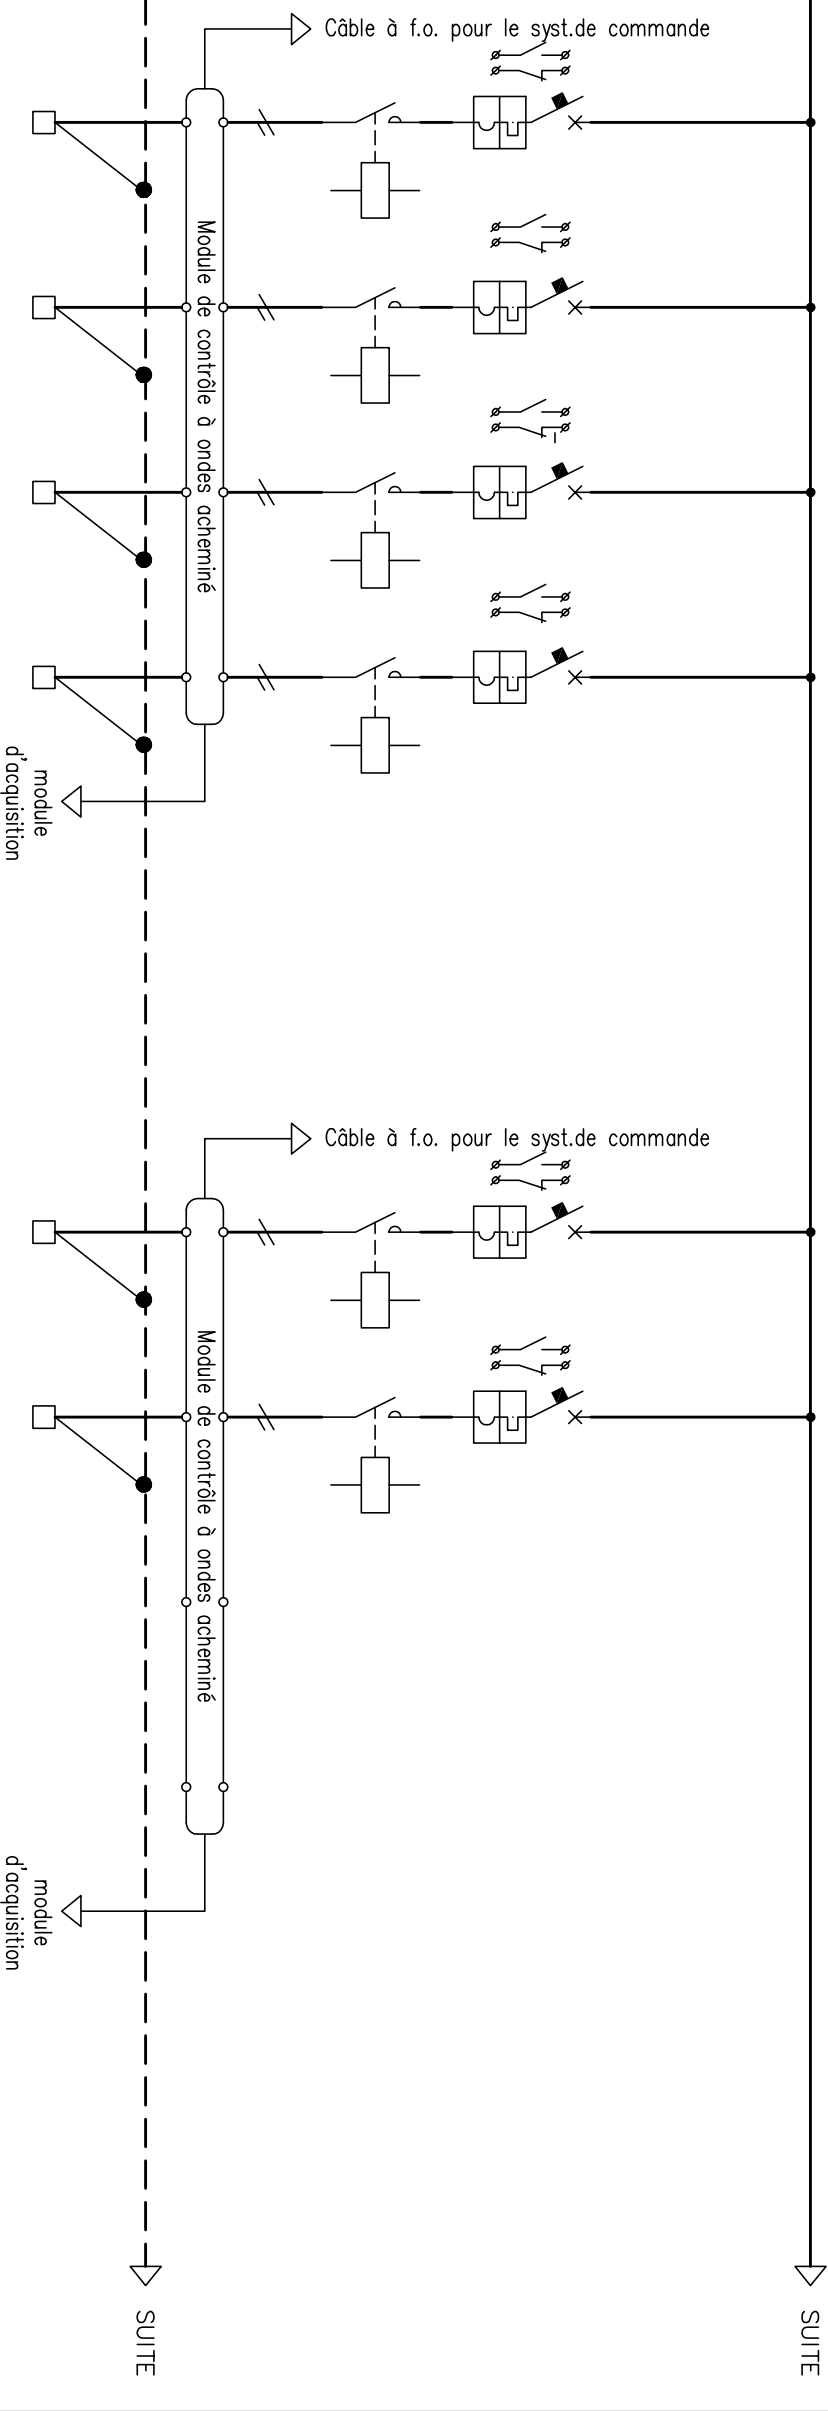 Câble à f.o. pour le syst.de commande
Module de contrôle à ondes acheminé
module
d'acquisition
Câble à f.o. pour le syst.de commande
Module de contrôle à ondes acheminé
module
d'acquisition
SUITE
SUITE